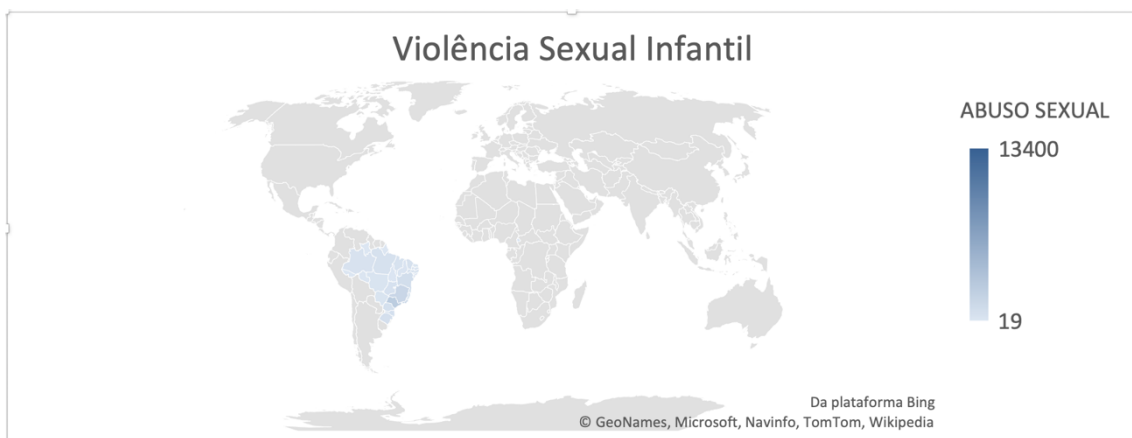 Violência Sexual Infantil
ABUSO SEXUAL
13400
19
Da plataforma Bing
© GeoNames, Microsoft, Navinfo, TomTom, Wikipedia